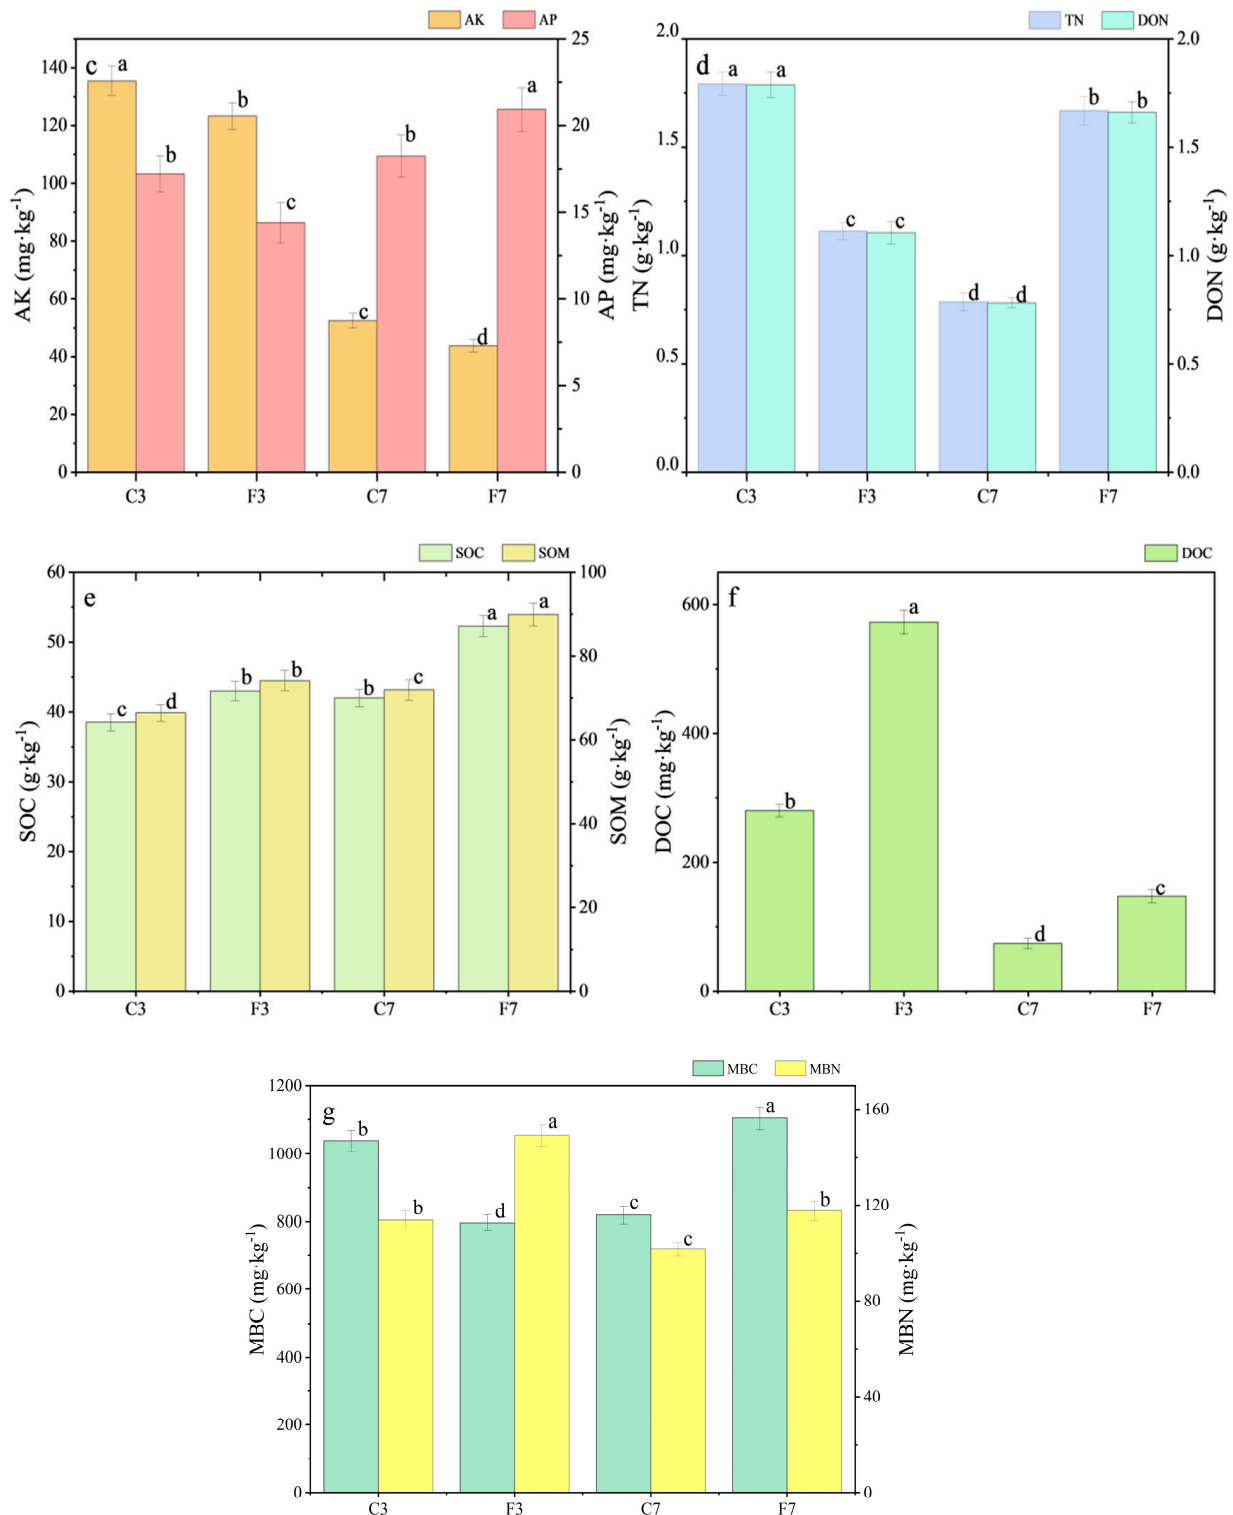 AK AP
c a b b c c b d a
140
120
100
80
60
40
20
0
25
20
15
10
5
0
AK (mg·kg⁻¹)
AP (mg·kg⁻¹)
C3 F3 C7 F7
TN DON
d a a c c d d b b
2.0
1.5
1.0
0.5
0.0
2.0
1.5
1.0
0.5
0.0
TN (g·kg⁻¹)
DON (g·kg⁻¹)
C3 F3 C7 F7
SOC SOM
e c d b b b c a a
60
50
40
30
20
10
0
100
80
60
40
20
0
SOC (g·kg⁻¹)
SOM (g·kg⁻¹)
C3 F3 C7 F7
DOC
f b a d c
600
400
200
0
DOC (mg·kg⁻¹)
C3 F3 C7 F7
MBC MBN
g b b d a c c a b
1200
1000
800
600
400
200
0
160
120
80
40
0
MBC (mg·kg⁻¹)
MBN (mg·kg⁻¹)
C3 F3 C7 F7